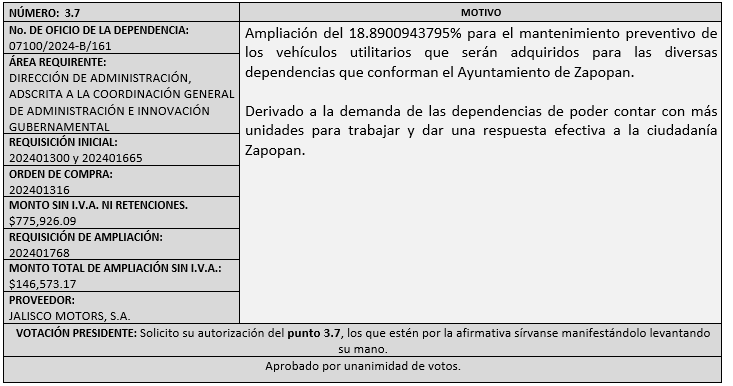 NÚMERO: 3.7
No. DE OFICIO DE LA DEPENDENCIA:
07100/2024-B/161
ÁREA REQUIRENTE:
DIRECCIÓN DE ADMINISTRACIÓN,
ADSCRITA A LA COORDINACIÓN GENERAL
DE ADMINISTRACIÓN E INNOVACIÓN
GUBERNAMENTAL
REQUISICIÓN INICIAL:
202401300 y 202401665
ORDEN DE COMPRA:
202401316
MONTO SIN I.V.A. NI RETENCIONES.
$775,926.09
REQUISICIÓN DE AMPLIACIÓN:
202401768
MONTO TOTAL DE AMPLIACIÓN SIN I.V.A.:
$146,573.17
PROVEEDOR:
JALISCO MOTORS, S.A.
MOTIVO
Ampliación del 18.8900943795% para el mantenimiento preventivo de
los vehículos utilitarios que serán adquiridos para las diversas
dependencias que conforman el Ayuntamiento de Zapopan.
Derivado a la demanda de las dependencias de poder contar con más
unidades para trabajar y dar una respuesta efectiva a la ciudadanía
Zapopan.
VOTACIÓN PRESIDENTE: Solicito su autorización del punto 3.7, los que estén por la afirmativa sírvanse manifestándolo levantando
su mano.
Aprobado por unanimidad de votos.